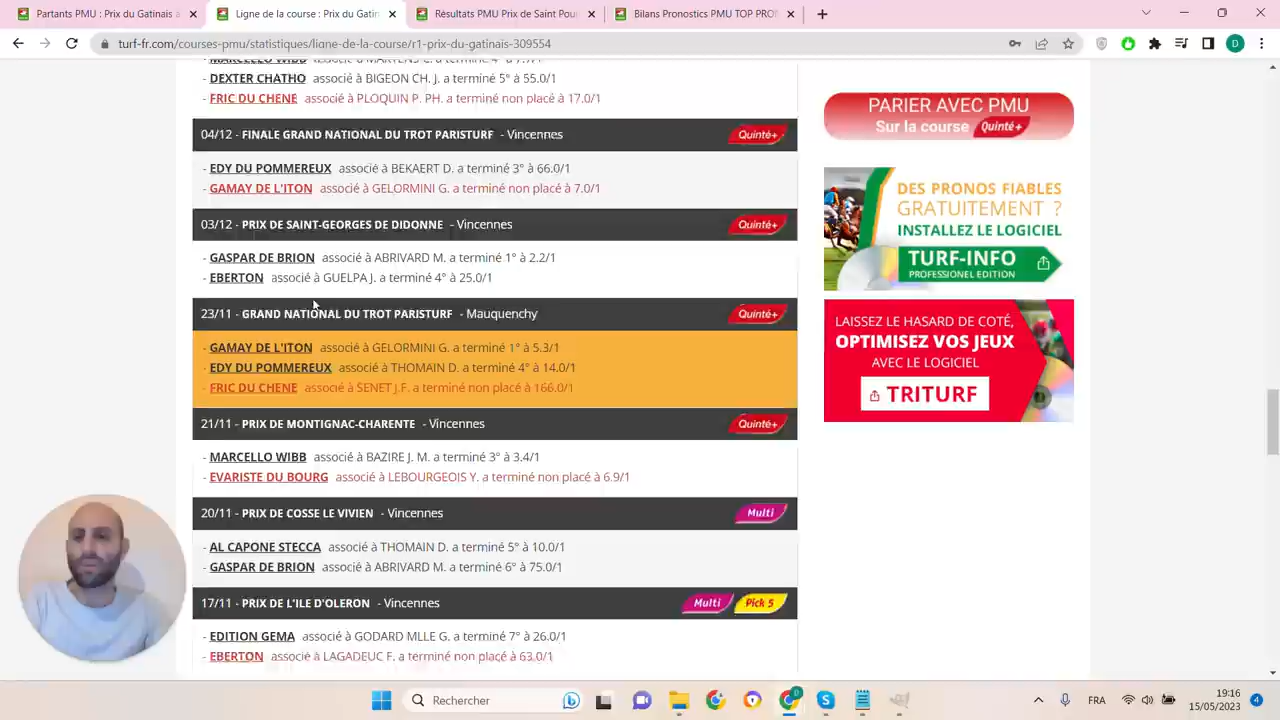 Partants PMU : Prix du Gatinais
Ligne de la course : Prix du Gatin
Résultats PMU Prix de Saint Pour
Bilans Pronostics PMU TOP PRO
turf-fr.com/courses-pmu/statistiques/ligne-de-la-course/r1-prix-du-gatinais-309554
D
- DEXTER CHATHO associé à BIGEON CH. J. a terminé 5° à 55.0/1
- FRIC DU CHENE associé à PLOQUIN P. PH. a terminé non placé à 17.0/1
04/12 - FINALE GRAND NATIONAL DU TROT PARISTURF - Vincennes Quinté+
- EDY DU POMMEREUX associé à BEKAERT D. a terminé 3° à 66.0/1
- GAMAY DE L'ITON associé à GELORMINI G. a terminé non placé à 7.0/1
03/12 - PRIX DE SAINT-GEORGES DE DIDONNE - Vincennes Quinté+
- GASPAR DE BRION associé à ABRIVARD M. a terminé 1° à 2.2/1
- EBERTON associé à GUELPA J. a terminé 4° à 25.0/1
23/11 - GRAND NATIONAL DU TROT PARISTURF - Mauquenchy Quinté+
- GAMAY DE L'ITON associé à GELORMINI G. a terminé 1° à 5.3/1
- EDY DU POMMEREUX associé à THOMAIN D. a terminé 4° à 14.0/1
- FRIC DU CHENE associé à SENET J.F. a terminé non placé à 166.0/1
21/11 - PRIX DE MONTIGNAC-CHARENTE - Vincennes Quinté+
- MARCELLO WIBB associé à BAZIRE J. M. a terminé 3° à 3.4/1
- EVARISTE DU BOURG associé à LEBOURGEOIS Y. a terminé non placé à 6.9/1
20/11 - PRIX DE COSSE LE VIVIEN - Vincennes Multi
- AL CAPONE STECCA associé à THOMAIN D. a terminé 5° à 10.0/1
- GASPAR DE BRION associé à ABRIVARD M. a terminé 6° à 75.0/1
17/11 - PRIX DE L'ILE D'OLERON - Vincennes Multi Pick 5
- EDITION GEMA associé à GODARD MLLE G. a terminé 7° à 26.0/1
- EBERTON associé à LAGADEUC F. a terminé non placé à 63.0/1
PARIER AVEC PMU
Sur la course Quinté+
DES PRONOS FIABLES
GRATUITEMENT ?
INSTALLEZ LE LOGICIEL
TURF-INFO
PROFESSIONEL EDITION
LAISSEZ LE HASARD DE COTÉ,
OPTIMISEZ VOS JEUX
AVEC LE LOGICIEL
TRITURF
Rechercher
FRA
19:16
15/05/2023
4